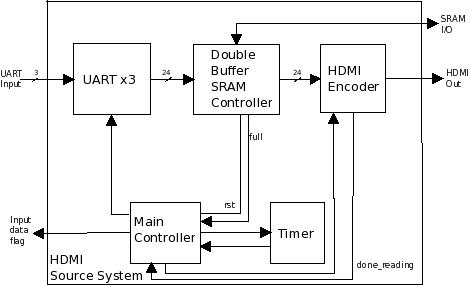 SRAM
I/O
Double
Buffer
SRAM
Controller
UART
Input
3
UART x3
24
24
HDMI
Encoder
HDMI
Out
full
rst
Input
data
flag
Main
Controller
Timer
HDMI
Source System
done_reading